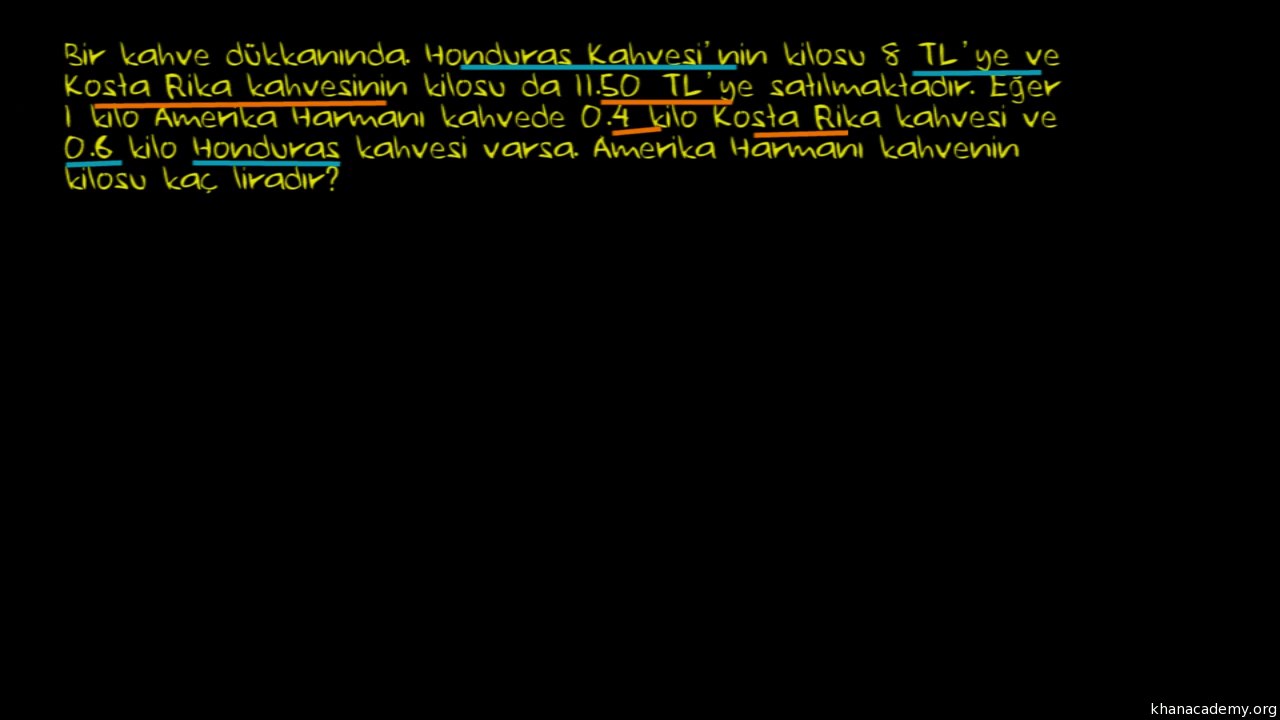 Bir kahve dükkanında. Honduras Kahvesi'nin kilosu 8 TL'ye ve
Kosta Rika kahvesinin kilosu da 11.50 TL'ye satılmaktadır. Eğer
1 kilo Amerika Harmanı kahvede 0.4 kilo Kosta Rika kahvesi ve
0.6 kilo Honduras kahvesi varsa. Amerika Harmanı kahvenin
kilosu kaç liradır?
khanacademy.org